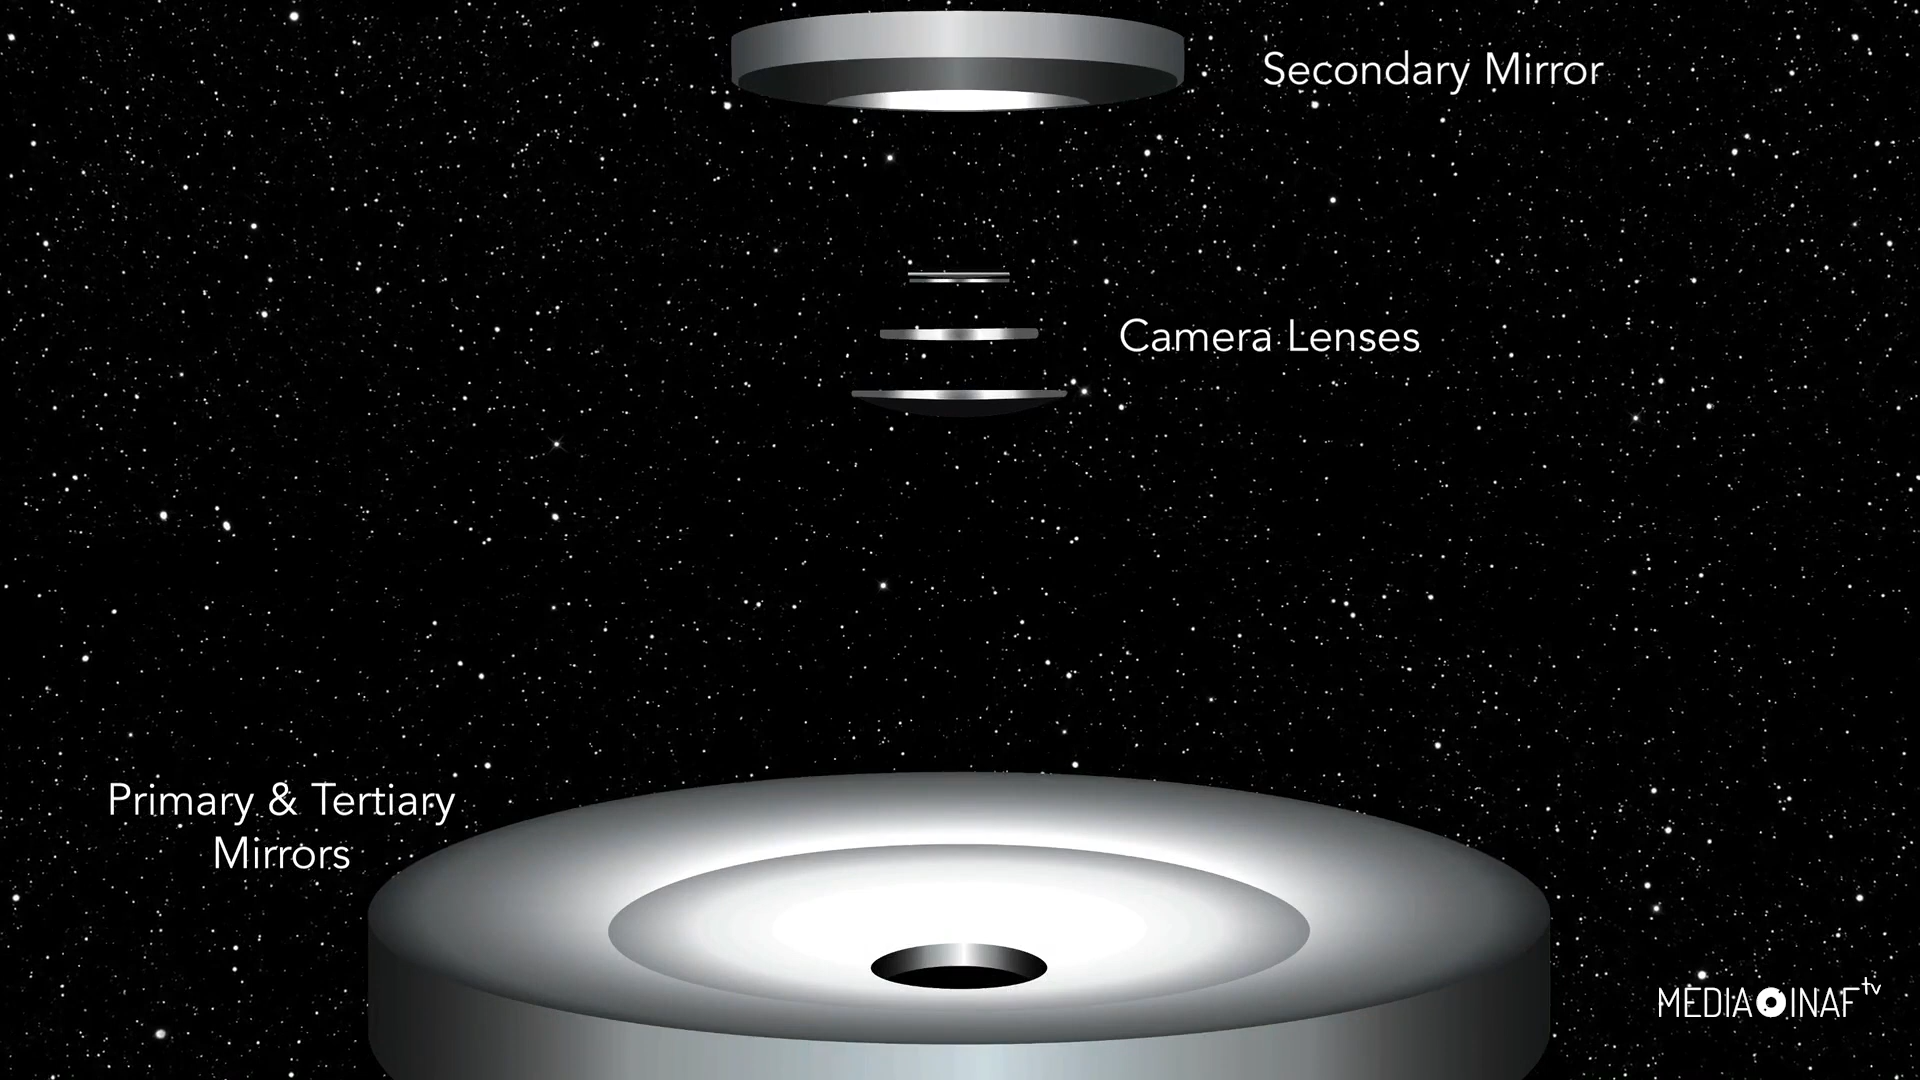 Secondary Mirror
Camera Lenses
Primary & Tertiary
Mirrors
MEDIA INAF tv